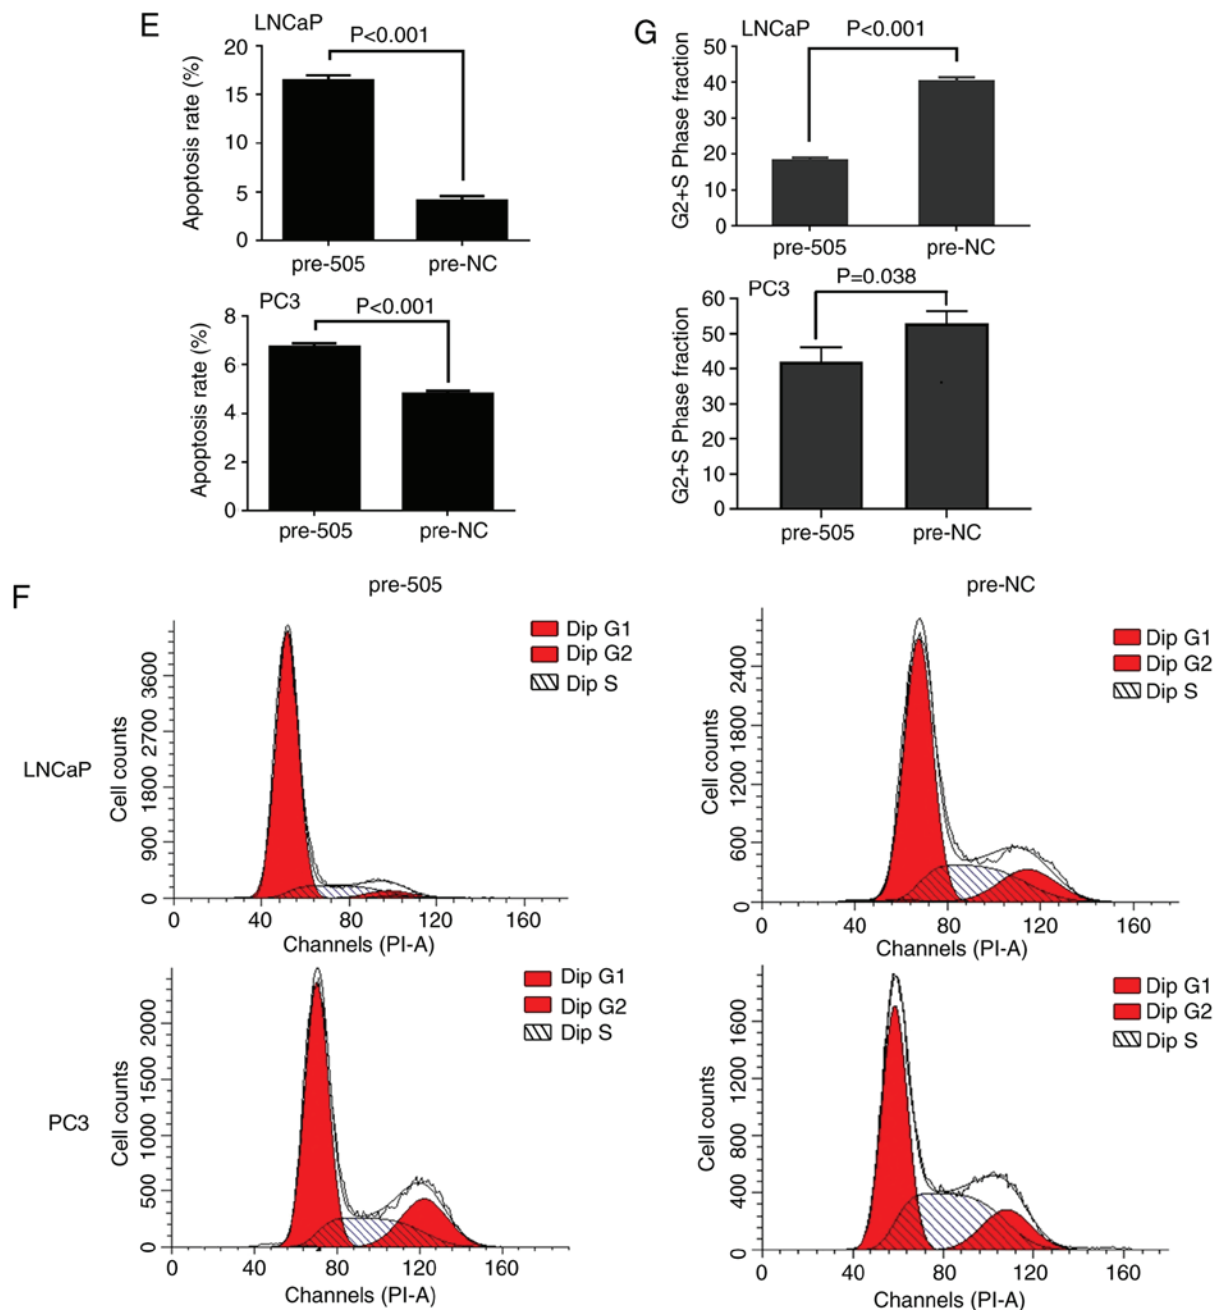 E
LNCaP
P<0.001
Apoptosis rate (%)
20
15
10
5
0
pre-505
pre-NC
PC3
P<0.001
Apoptosis rate (%)
8
6
4
2
0
pre-505
pre-NC
G
LNCaP
P<0.001
G2+S Phase fraction
50
40
30
20
10
0
pre-505
pre-NC
PC3
P=0.038
G2+S Phase fraction
60
50
40
30
20
10
0
pre-505
pre-NC
F
pre-505
pre-NC
LNCaP
Cell counts
3600
2700
1800
900
0
Dip G1
Dip G2
Dip S
0 40 80 120 160
Channels (PI-A)
Cell counts
2400
1800
1200
600
0
Dip G1
Dip G2
Dip S
0 40 80 120 160
Channels (PI-A)
PC3
Cell counts
2000
1500
1000
500
0
Dip G1
Dip G2
Dip S
0 40 80 120 160
Channels (PI-A)
Cell counts
1600
1200
800
400
0
Dip G1
Dip G2
Dip S
0 40 80 120 160
Channels (PI-A)